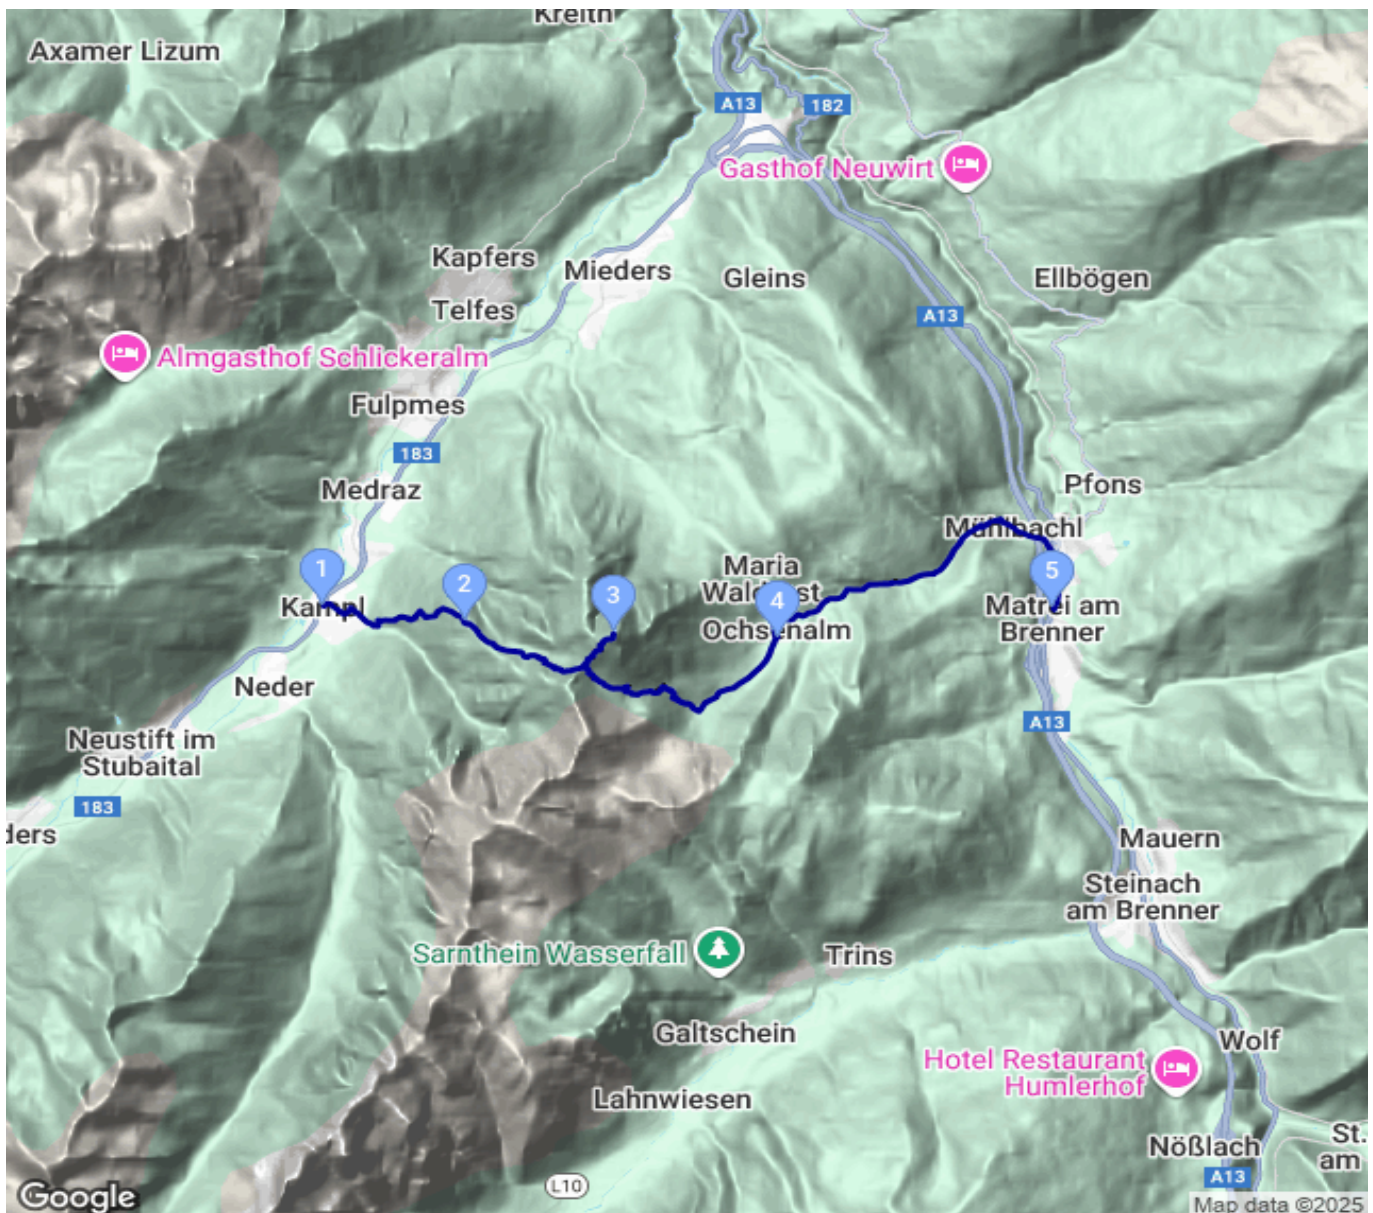 Kreith
Axamer Lizum
A13
182
Gasthof Neuwirt
Kapfers
Mieders
Gleins
Ellbögen
Telfes
A13
Almgasthof Schlickeralm
Fulpmes
183
Medraz
Pfons
Mühlbachl
1
2
3
4
5
Maria
Kampl
Ochsenalm
Matrei am
Brenner
Neder
A13
Neustift im
Stubaital
183
ders
Mauern
Steinach
am Brenner
Sarnthein Wasserfall
Trins
Galtschein
Wolf
Hotel Restaurant
Humlerhof
Lahnwiesen
Nößlach
St.
am
A13
L10
Google
Map data ©2025